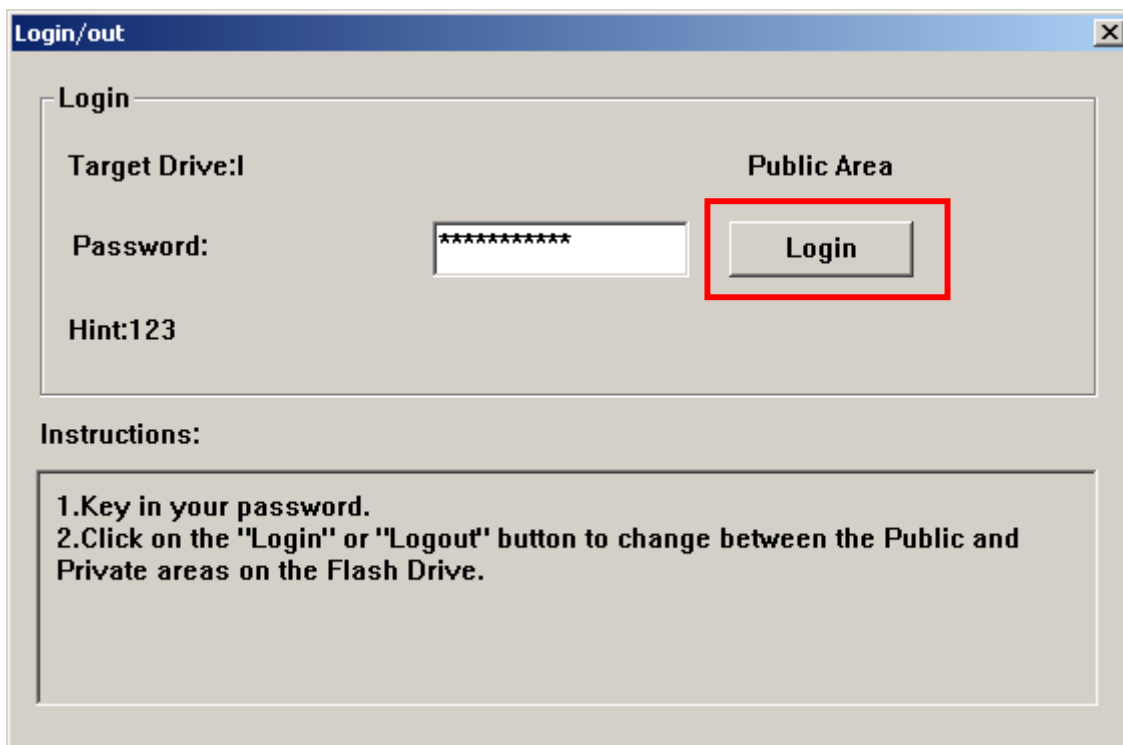 Login/out
Login
Target Drive:I
Public Area
Password:
***********
Login
Hint:123
Instructions:
1.Key in your password.
2.Click on the "Login" or "Logout" button to change between the Public and
Private areas on the Flash Drive.